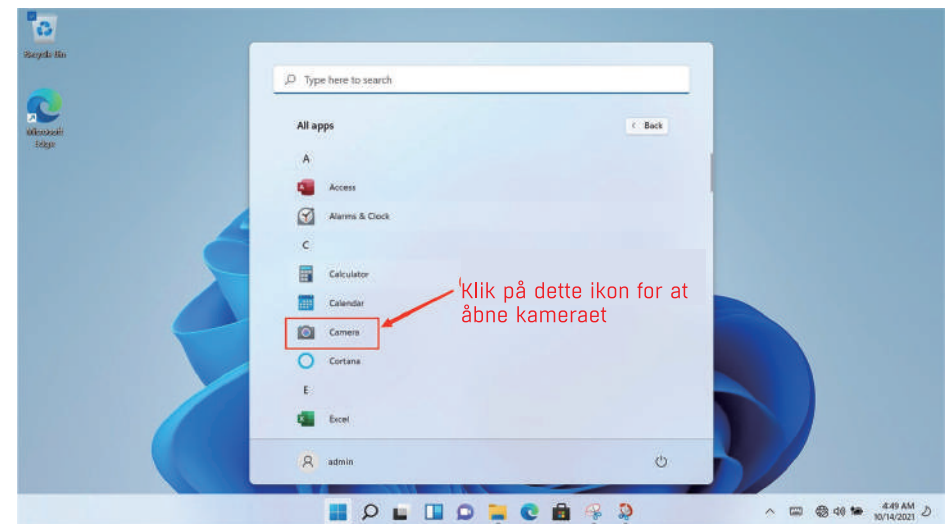 Recycle Bin
Microsoft
Edge
Type here to search
All apps
< Back
A
Access
Alarms & Clock
C
Calculator
Calendar
Camera
Cortana
E
Excel
Klik på dette ikon for at
åbne kameraet
admin
4:49 AM
10/14/2021